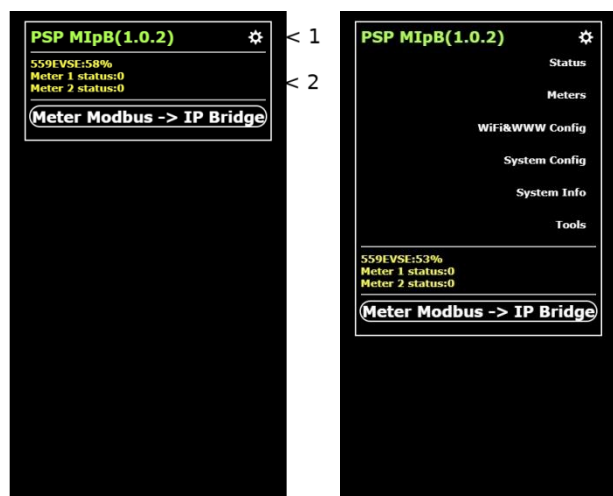 PSP MIpB(1.0.2)
< 1
559EVSE:58%
Meter 1 status:0
Meter 2 status:0
< 2
Meter Modbus -> IP Bridge
PSP MIpB(1.0.2)
Status
Meters
WiFi&WWW Config
System Config
System Info
Tools
559EVSE:53%
Meter 1 status:0
Meter 2 status:0
Meter Modbus -> IP Bridge